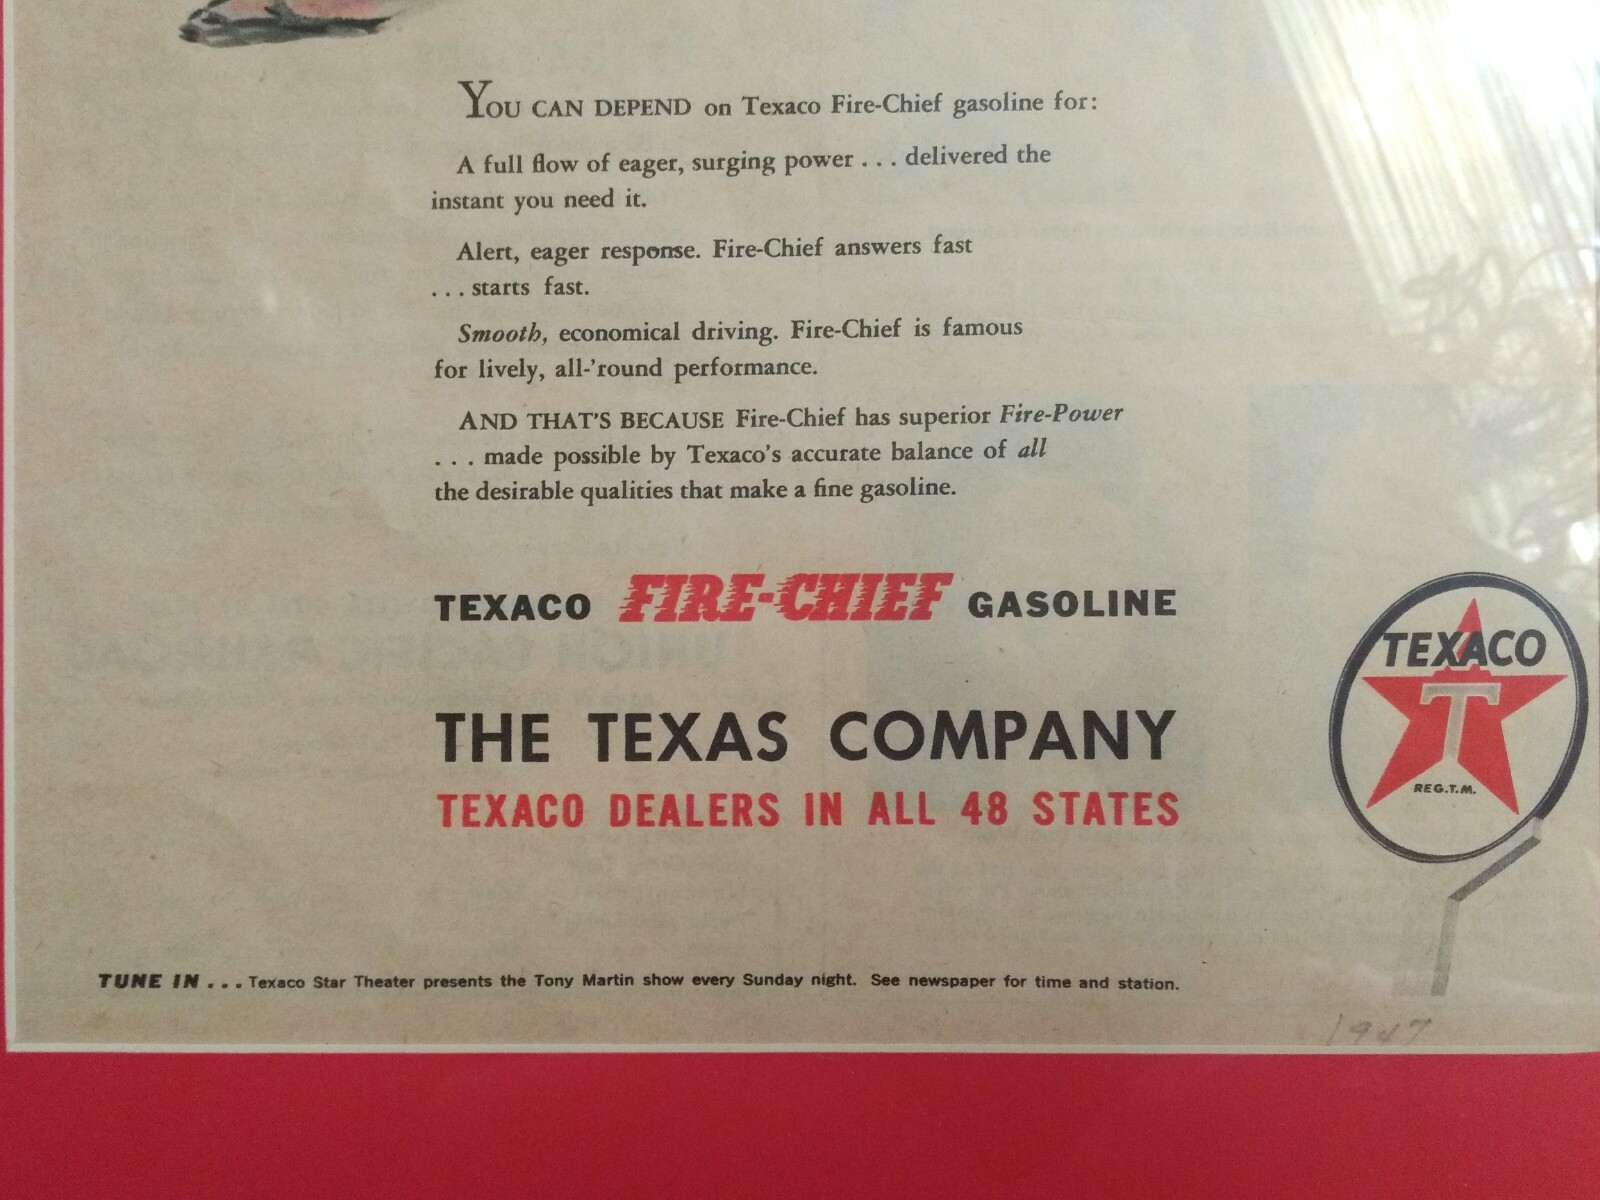 YOU CAN DEPEND on Texaco Fire-Chief gasoline for:
A full flow of eager, surging power . . . delivered the
instant you need it.
Alert, eager response. Fire-Chief answers fast
. . . starts fast.
Smooth, economical driving. Fire-Chief is famous
for lively, all-'round performance.
AND THAT'S BECAUSE Fire-Chief has superior Fire-Power
. . . made possible by Texaco's accurate balance of all
the desirable qualities that make a fine gasoline.
TEXACO FIRE-CHIEF GASOLINE
THE TEXAS COMPANY
TEXACO DEALERS IN ALL 48 STATES
TEXACO
T
REG.T.M.
TUNE IN . . . Texaco Star Theater presents the Tony Martin show every Sunday night. See newspaper for time and station.
1947